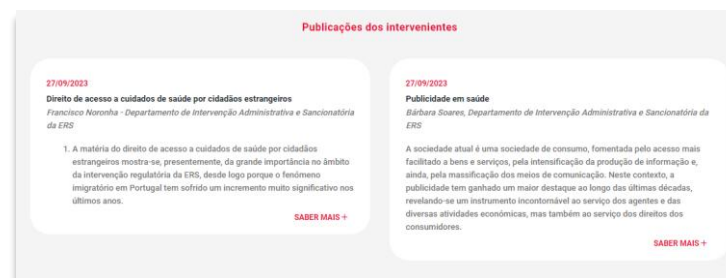 Publicações dos intervenientes
27/09/2023
Direito de acesso a cuidados de saúde por cidadãos estrangeiros
Francisco Noronha - Departamento de Intervenção Administrativa e Sancionatória
da ERS
1. A matéria do direito de acesso a cuidados de saúde por cidadãos
estrangeiros mostra-se, presentemente, da grande importância no âmbito
da intervenção regulatória da ERS, desde logo porque o fenómeno
imigratório em Portugal tem sofrido um incremento muito significativo nos
últimos anos.
SABER MAIS +
27/09/2023
Publicidade em saúde
Bárbara Soares, Departamento de Intervenção Administrativa e Sancionatória da
ERS
A sociedade atual é uma sociedade de consumo, fomentada pelo acesso mais
facilitado a bens e serviços, pela intensificação da produção de informação e,
ainda, pela massificação dos meios de comunicação. Neste contexto, a
publicidade tem ganhado um maior destaque ao longo das últimas décadas,
revelando-se um instrumento incontornável ao serviço dos agentes e das
diversas atividades económicas, mas também ao serviço dos direitos dos
consumidores.
SABER MAIS +